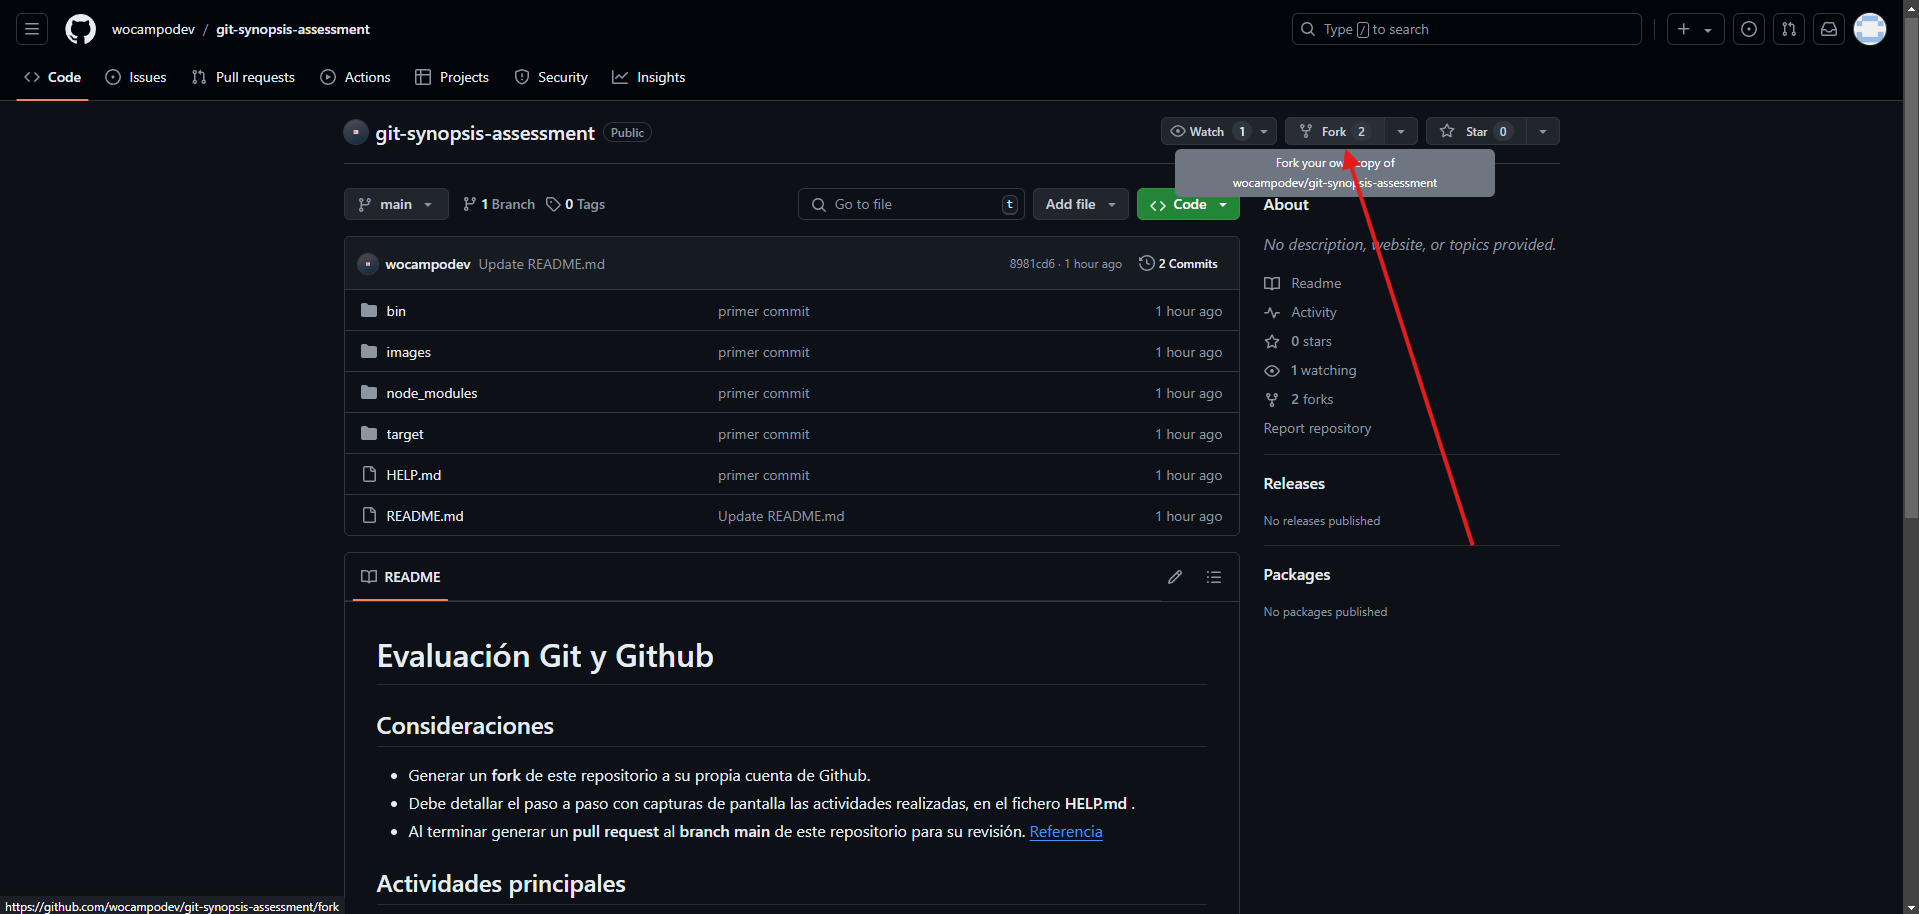 wocampodev / git-synopsis-assessment
Type / to search
Code Issues Pull requests Actions Projects Security Insights
git-synopsis-assessment Public
Watch 1 Fork 2 Star 0
Fork your own copy of
wocampodev/git-synopsis-assessment
main 1 Branch 0 Tags Go to file t Add file Code
wocampodev Update README.md 8981cd6 · 1 hour ago 2 Commits
bin primer commit 1 hour ago
images primer commit 1 hour ago
node_modules primer commit 1 hour ago
target primer commit 1 hour ago
HELP.md primer commit 1 hour ago
README.md Update README.md 1 hour ago
About
No description, website, or topics provided.
Readme
Activity
0 stars
1 watching
2 forks
Report repository
Releases
No releases published
Packages
No packages published
README
Evaluación Git y Github
Consideraciones
Generar un fork de este repositorio a su propia cuenta de Github.
Debe detallar el paso a paso con capturas de pantalla las actividades realizadas, en el fichero HELP.md .
Al terminar generar un pull request al branch main de este repositorio para su revisión. Referencia
Actividades principales
https://github.com/wocampodev/git-synopsis-assessment/fork